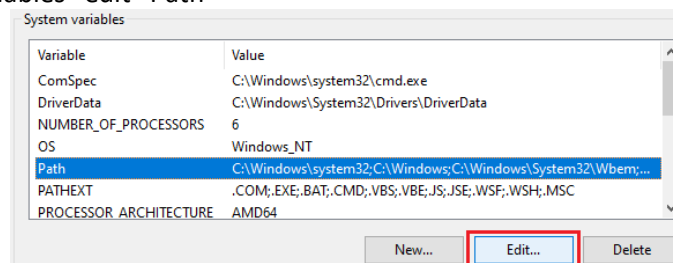 System variables
Variable Value
ComSpec C:\Windows\system32\cmd.exe
DriverData C:\Windows\System32\Drivers\DriverData
NUMBER_OF_PROCESSORS 6
OS Windows_NT
Path C:\Windows\system32;C:\Windows;C:\Windows\System32\Wbem;...
PATHEXT .COM;.EXE;.BAT;.CMD;.VBS;.VBE;.JS;.JSE;.WSF;.WSH;.MSC
PROCESSOR_ARCHITECTURE AMD64
New... Edit... Delete